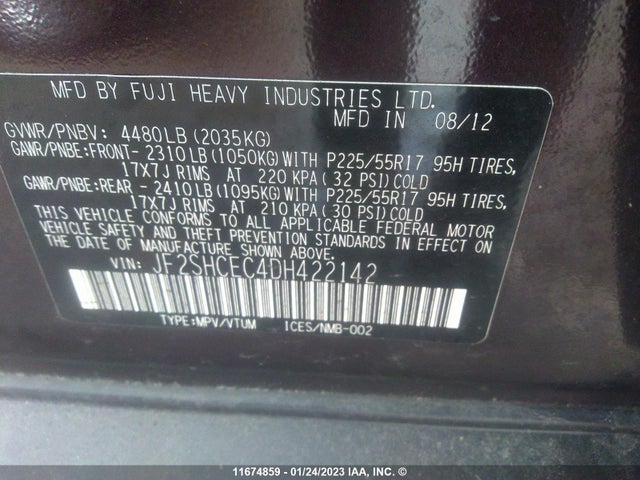 MFD BY FUJI HEAVY INDUSTRIES LTD.
MFD IN 08/12
GVWR/PNBV: 4480LB (2035KG)
GAWR/PNBE:FRONT- 2310LB(1050KG)WITH P225/55R17 95H TIRES,
17X7J RIMS AT 220 KPA(32 PSI)COLD
GAWR/PNBE:REAR - 2410LB(1095KG)WITH P225/55R17 95H TIRES,
17X7J RIMS AT 210 KPA(30 PSI)COLD
THIS VEHICLE CONFORMS TO ALL APPLICABLE FEDERAL MOTOR
VEHICLE SAFETY AND THEFT PREVENTION STANDARDS IN EFFECT ON
THE DATE OF MANUFACTURE SHOWN ABOVE.
VIN: JF2SHCEC4DH422142
TYPE:MPV/VTUM ICES/NMB-002
11674859 - 01/24/2023 IAA, INC. ©